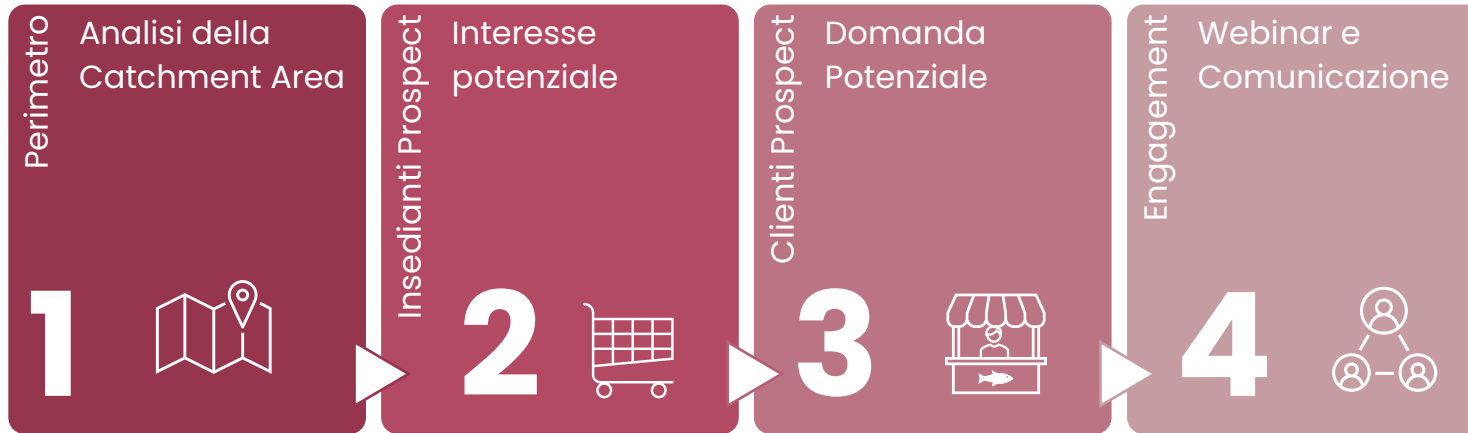 Perimetro
Analisi della
Catchment Area
1
Insedianti Prospect
Interesse
potenziale
2
Clienti Prospect
Domanda
Potenziale
3
Engagement
Webinar e
Comunicazione
4